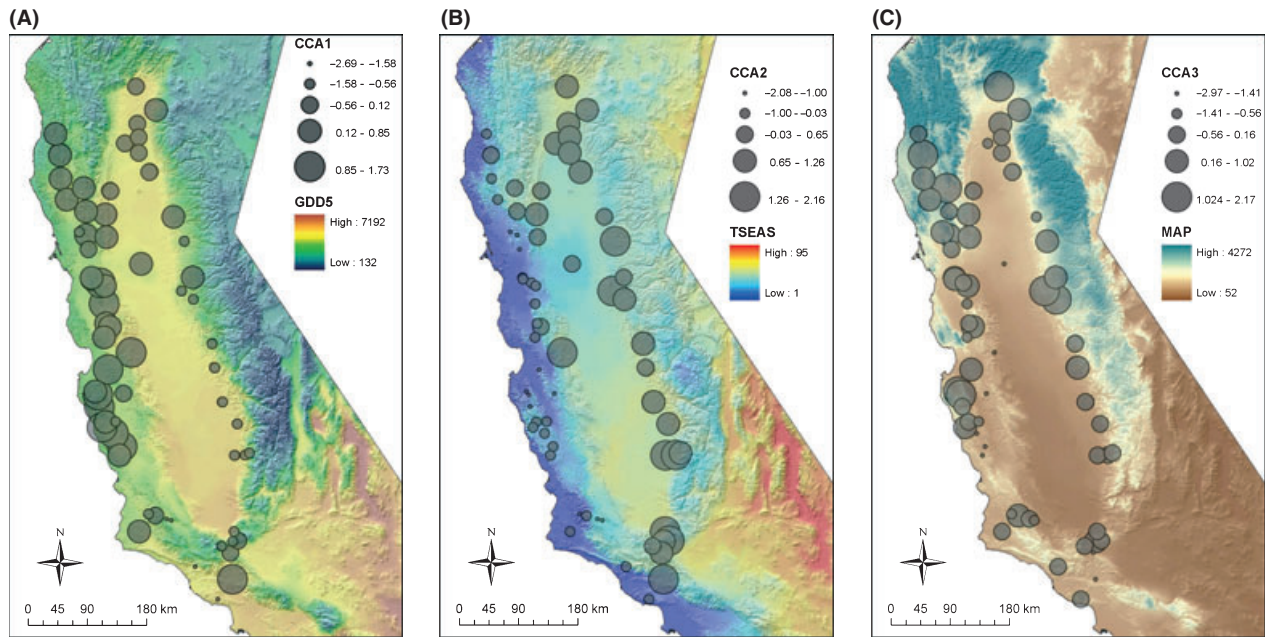 (A)
CCA1
−2.69 - −1.58
−1.58 - −0.56
−0.56 - 0.12
0.12 - 0.85
0.85 - 1.73
GDD5
High : 7192
Low : 132
N
0 45 90 180 km
(B)
CCA2
−2.08 - −1.00
−1.00 - −0.03
−0.03 - 0.65
0.65 - 1.26
1.26 - 2.16
TSEAS
High : 95
Low : 1
N
0 45 90 180 km
(C)
CCA3
−2.97 - −1.41
−1.41 - −0.56
−0.56 - 0.16
0.16 - 1.02
1.024 - 2.17
MAP
High : 4272
Low : 52
N
0 45 90 180 km